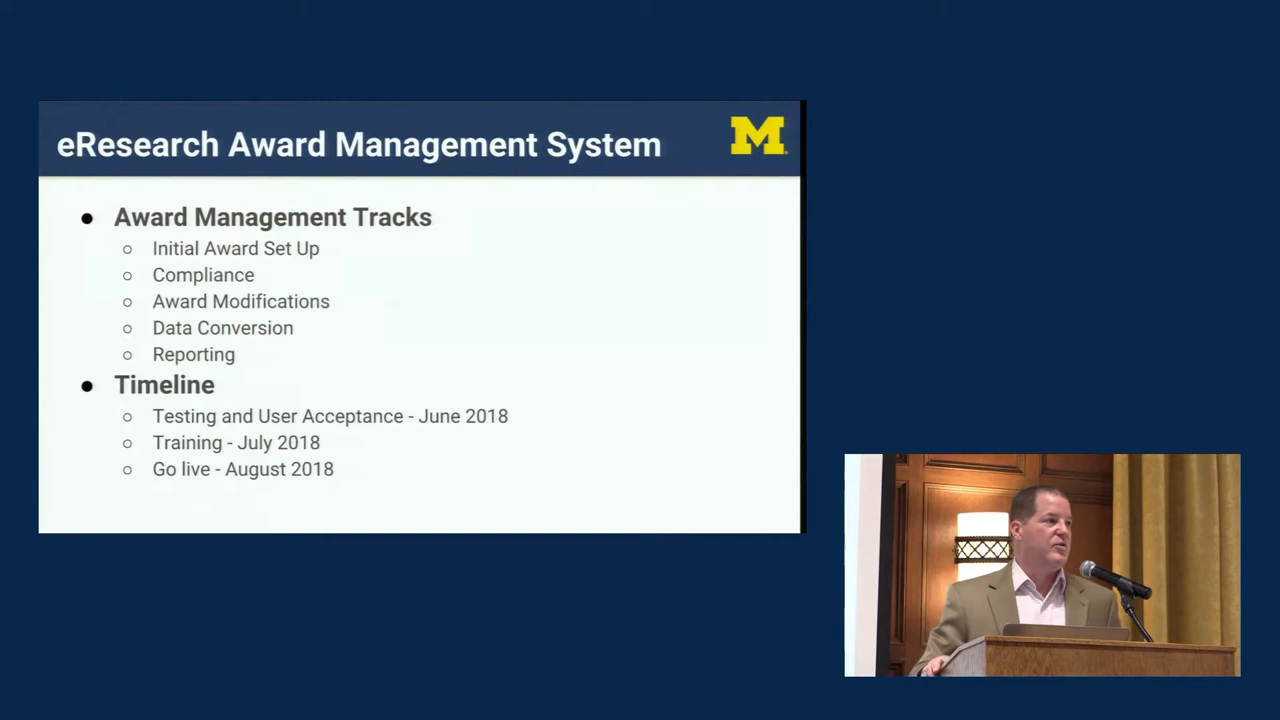 eResearch Award Management System
M
Award Management Tracks
Initial Award Set Up
Compliance
Award Modifications
Data Conversion
Reporting
Timeline
Testing and User Acceptance - June 2018
Training - July 2018
Go live - August 2018